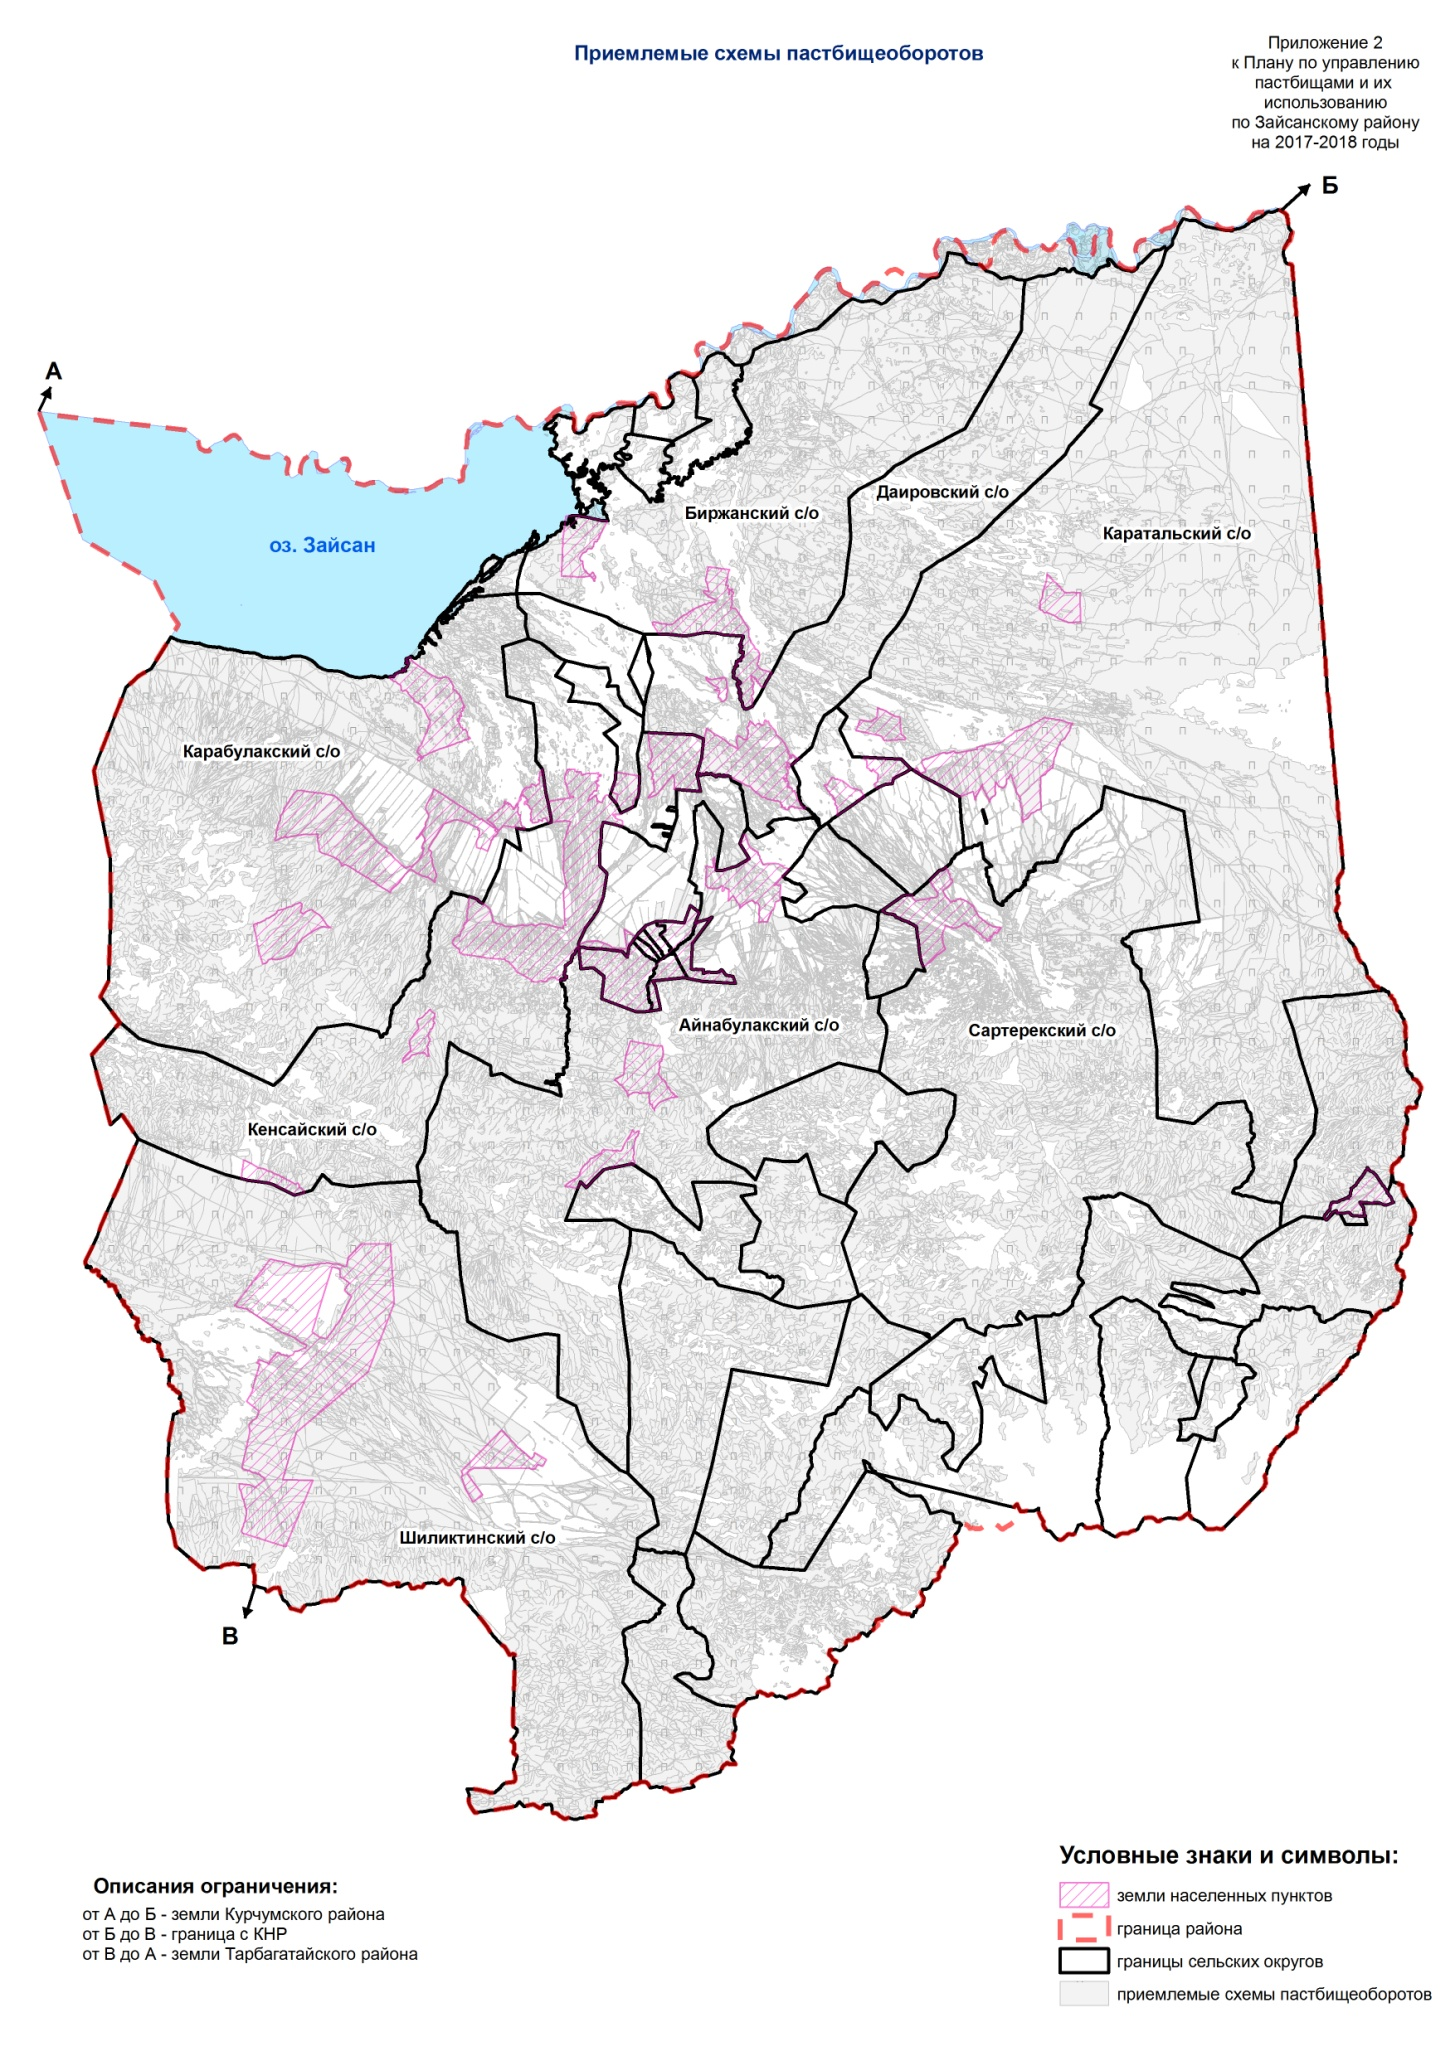 Приемлемые схемы пастбищеоборотов
Приложение 2
к Плану по управлению
пастбищами и их
использованию
по Зайсанскому району
на 2017-2018 годы
Б
А
оз. Зайсан
Биржанский с/о
Даировский с/о
Каратальский с/о
Карабулакский с/о
Айнабулакский с/о
Сартерекский с/о
Кенсайский с/о
Шиликтинский с/о
В
Описания ограничения:
от А до Б - земли Курчумского района
от Б до В - граница с КНР
от В до А - земли Тарбагатайского района
Условные знаки и символы:
земли населенных пунктов
граница района
границы сельских округов
приемлемые схемы пастбищеоборотов